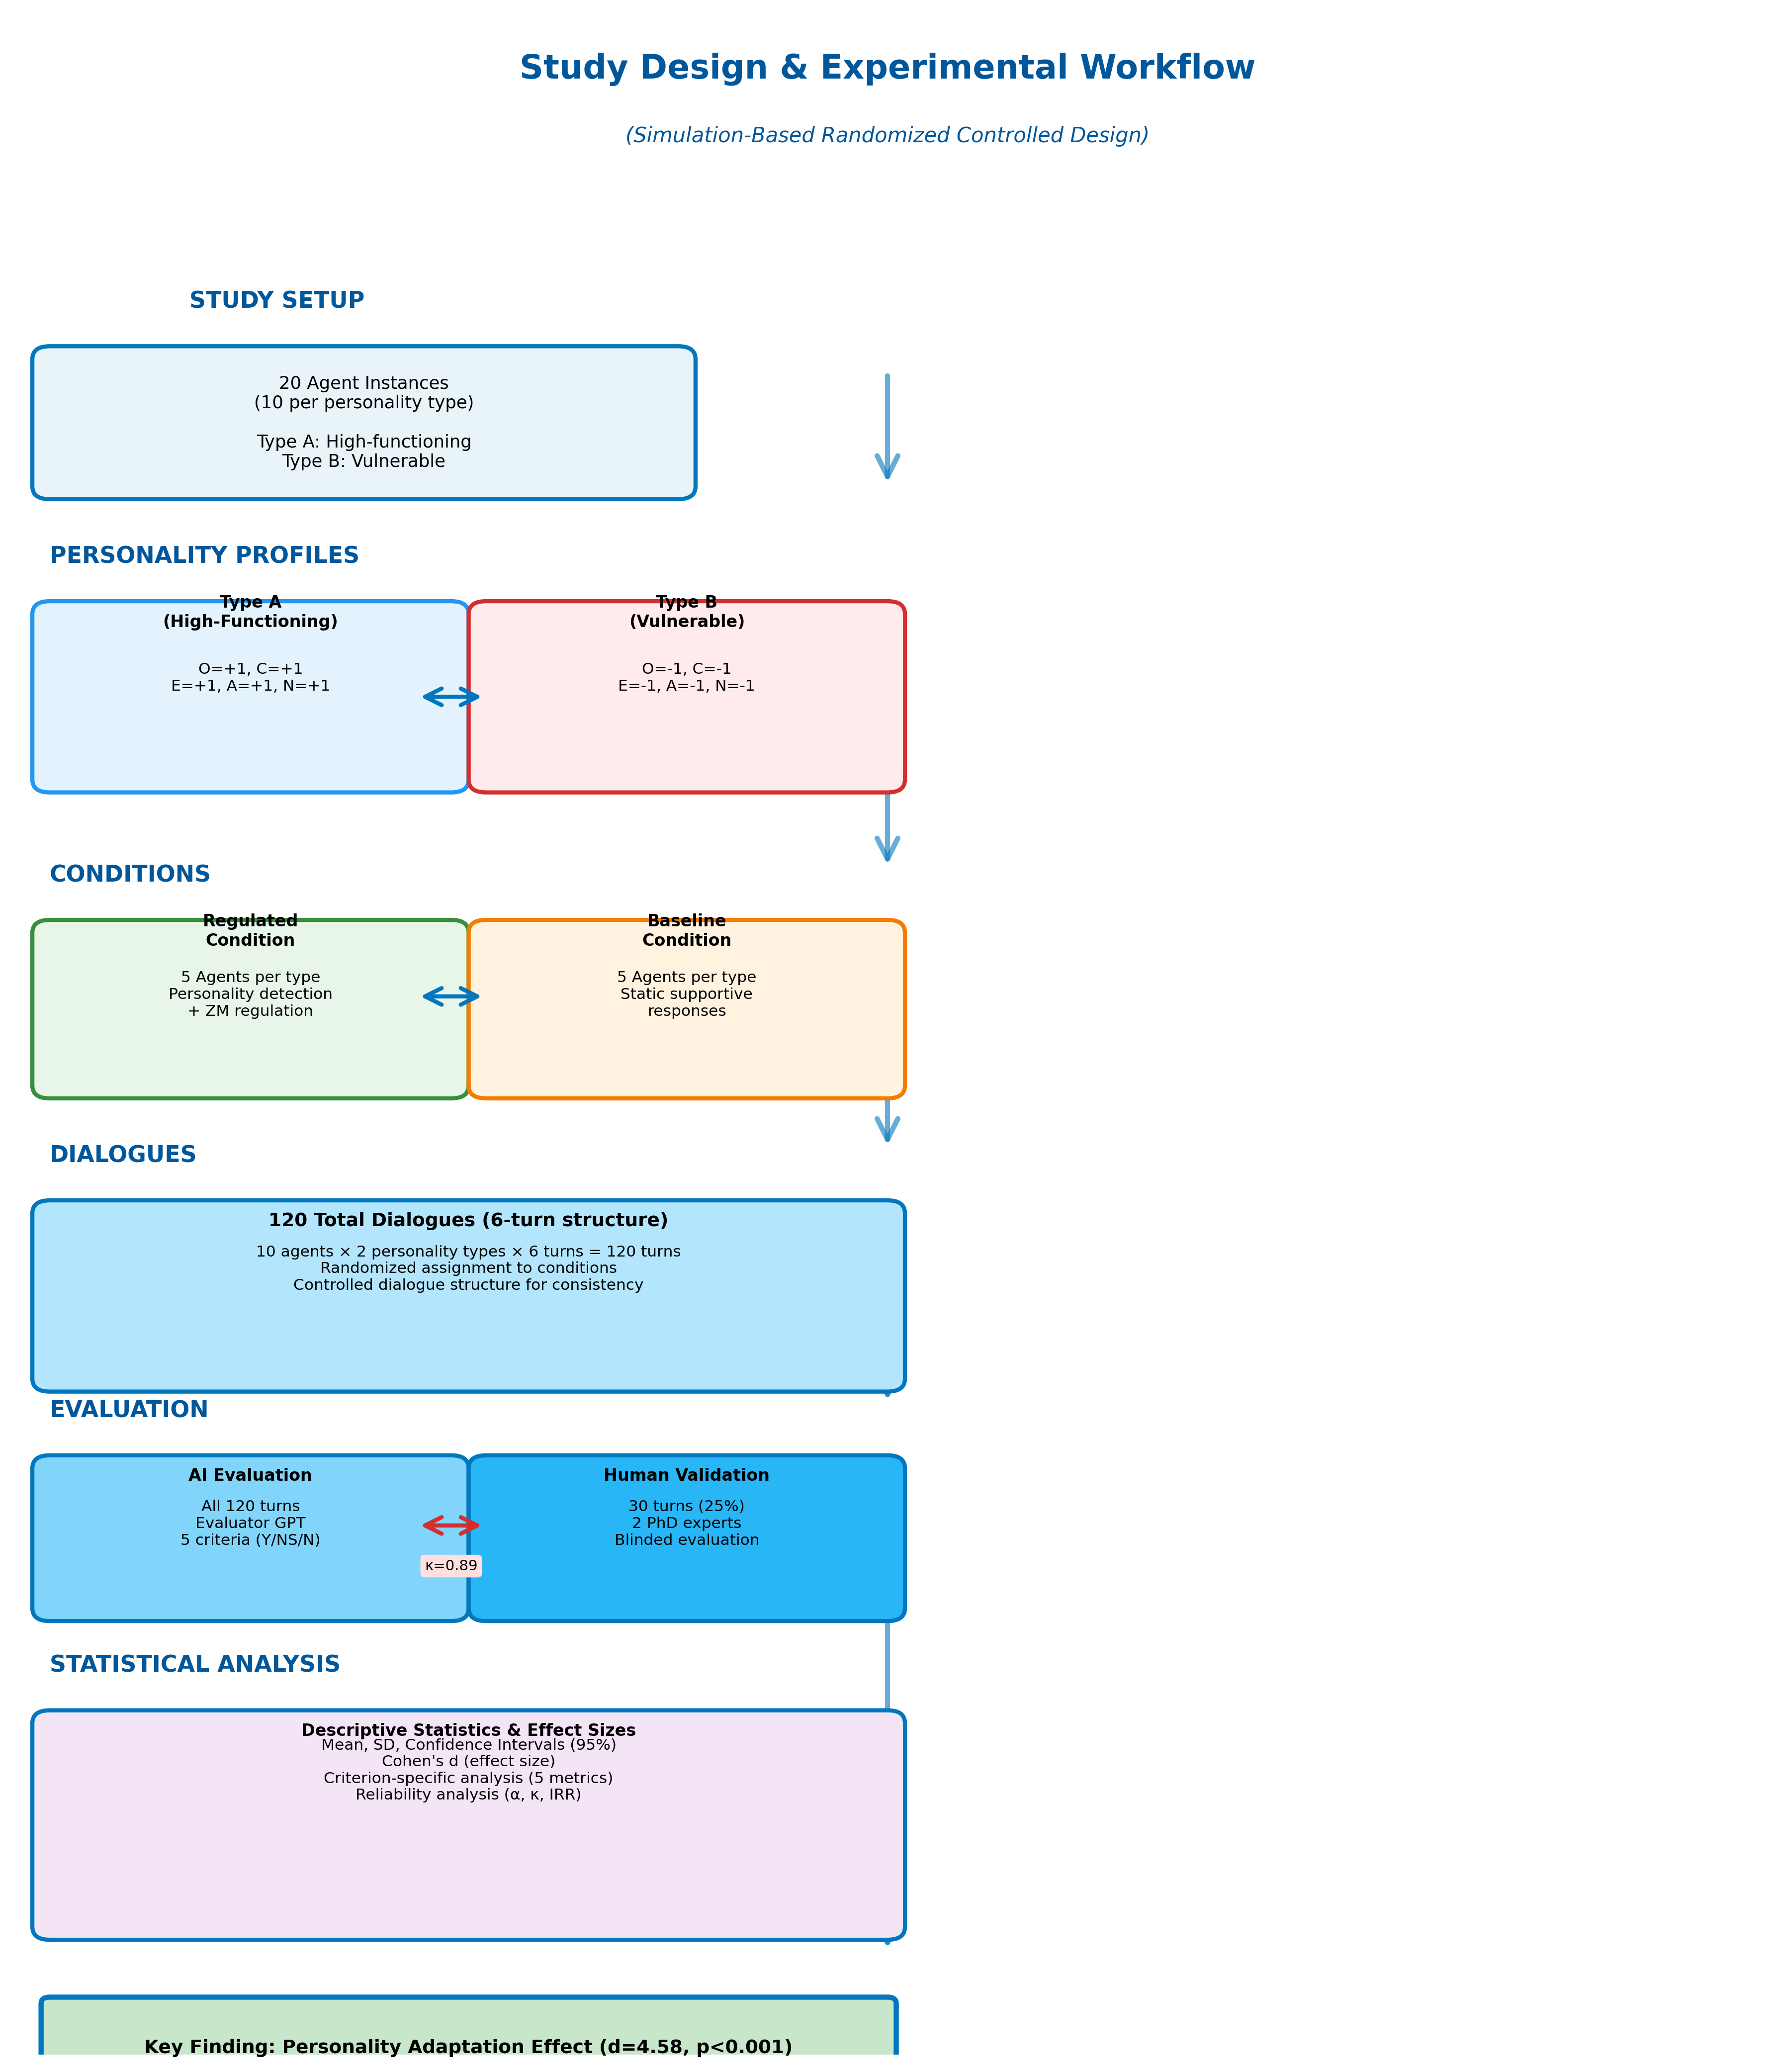 Study Design & Experimental Workflow
(Simulation-Based Randomized Controlled Design)
STUDY SETUP
20 Agent Instances
(10 per personality type)
Type A: High-functioning
Type B: Vulnerable
PERSONALITY PROFILES
Type A
(High-Functioning)
O=+1, C=+1
E=+1, A=+1, N=+1
Type B
(Vulnerable)
O=-1, C=-1
E=-1, A=-1, N=-1
CONDITIONS
Regulated
Condition
5 Agents per type
Personality detection
+ ZM regulation
Baseline
Condition
5 Agents per type
Static supportive
responses
DIALOGUES
120 Total Dialogues (6-turn structure)
10 agents × 2 personality types × 6 turns = 120 turns
Randomized assignment to conditions
Controlled dialogue structure for consistency
EVALUATION
AI Evaluation
All 120 turns
Evaluator GPT
5 criteria (Y/NS/N)
κ=0.89
Human Validation
30 turns (25%)
2 PhD experts
Blinded evaluation
STATISTICAL ANALYSIS
Descriptive Statistics & Effect Sizes
Mean, SD, Confidence Intervals (95%)
Cohen's d (effect size)
Criterion-specific analysis (5 metrics)
Reliability analysis (α, κ, IRR)
Key Finding: Personality Adaptation Effect (d=4.58, p<0.001)